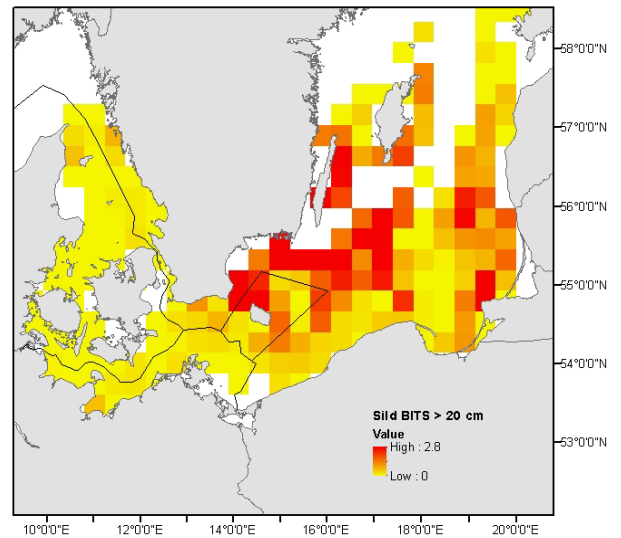 58°0'0"N
57°0'0"N
56°0'0"N
55°0'0"N
54°0'0"N
53°0'0"N
Sild BITS > 20 cm
Value
High : 2.8
Low : 0
10°0'0"E 12°0'0"E 14°0'0"E 16°0'0"E 18°0'0"E 20°0'0"E